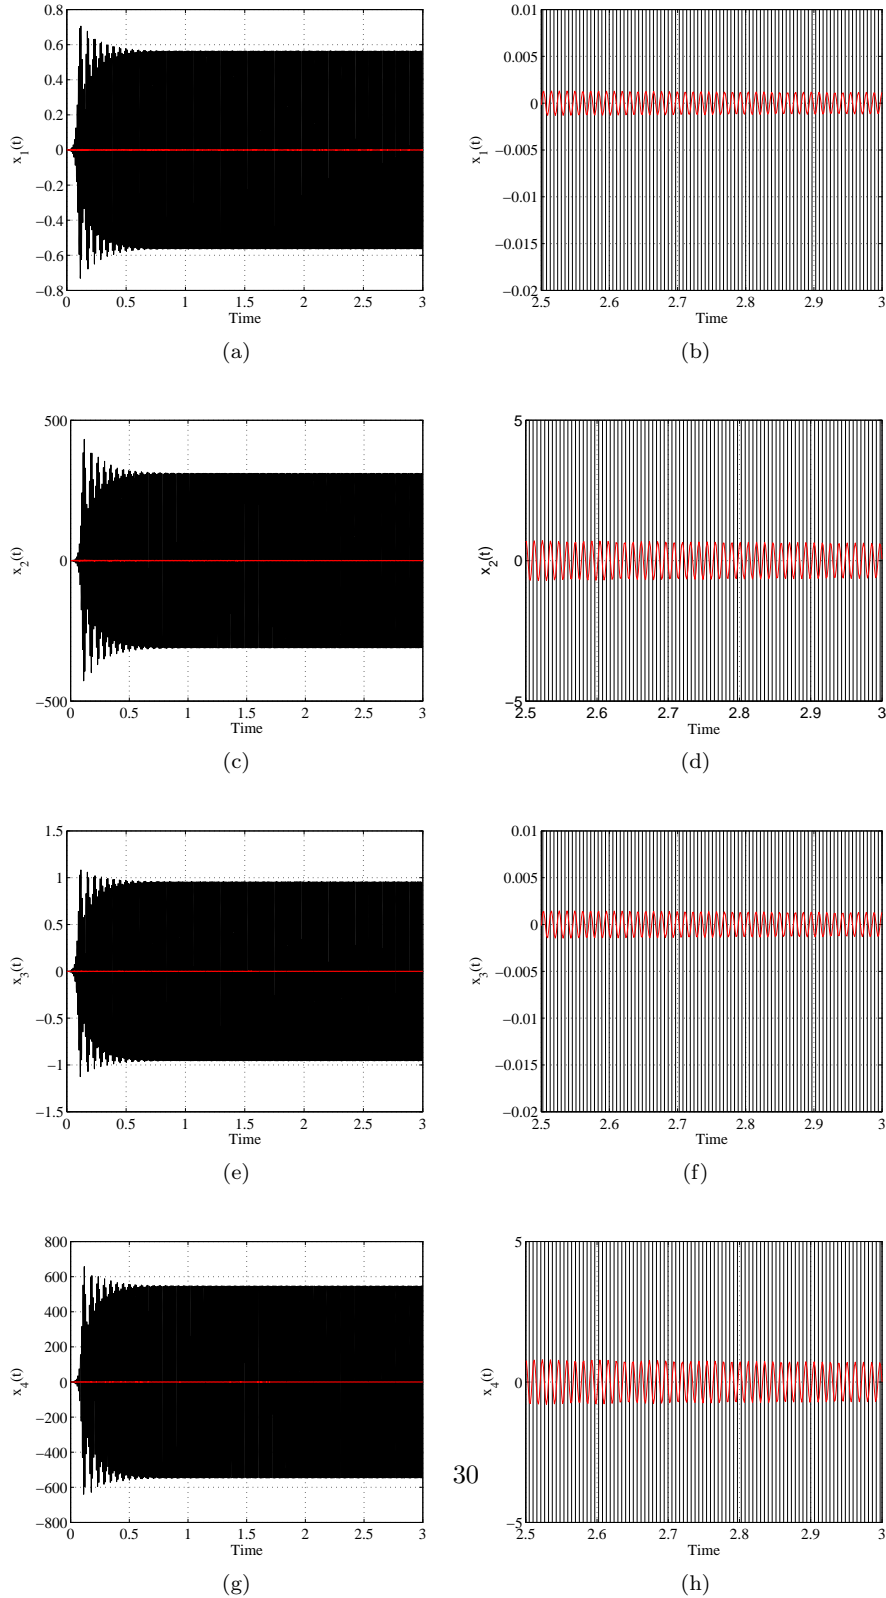 0.8
0.6
0.4
0.2
0
−0.2
−0.4
−0.6
−0.8
x1(t)
0 0.5 1 1.5 2 2.5 3
Time
(a)
0.01
0.005
0
−0.005
−0.01
−0.015
−0.02
x1(t)
2.5 2.6 2.7 2.8 2.9 3
Time
(b)
500
0
−500
x2(t)
0 0.5 1 1.5 2 2.5 3
Time
(c)
5
0
−5
x2(t)
2.5 2.6 2.7 2.8 2.9 3
Time
(d)
1.5
1
0.5
0
−0.5
−1
−1.5
x3(t)
0 0.5 1 1.5 2 2.5 3
Time
(e)
0.01
0.005
0
−0.005
−0.01
−0.015
−0.02
x3(t)
2.5 2.6 2.7 2.8 2.9 3
Time
(f)
800
600
400
200
0
−200
−400
−600
−800
x4(t)
0 0.5 1 1.5 2 2.5 3
Time
(g)
5
0
−5
x4(t)
2.5 2.6 2.7 2.8 2.9 3
Time
(h)
30